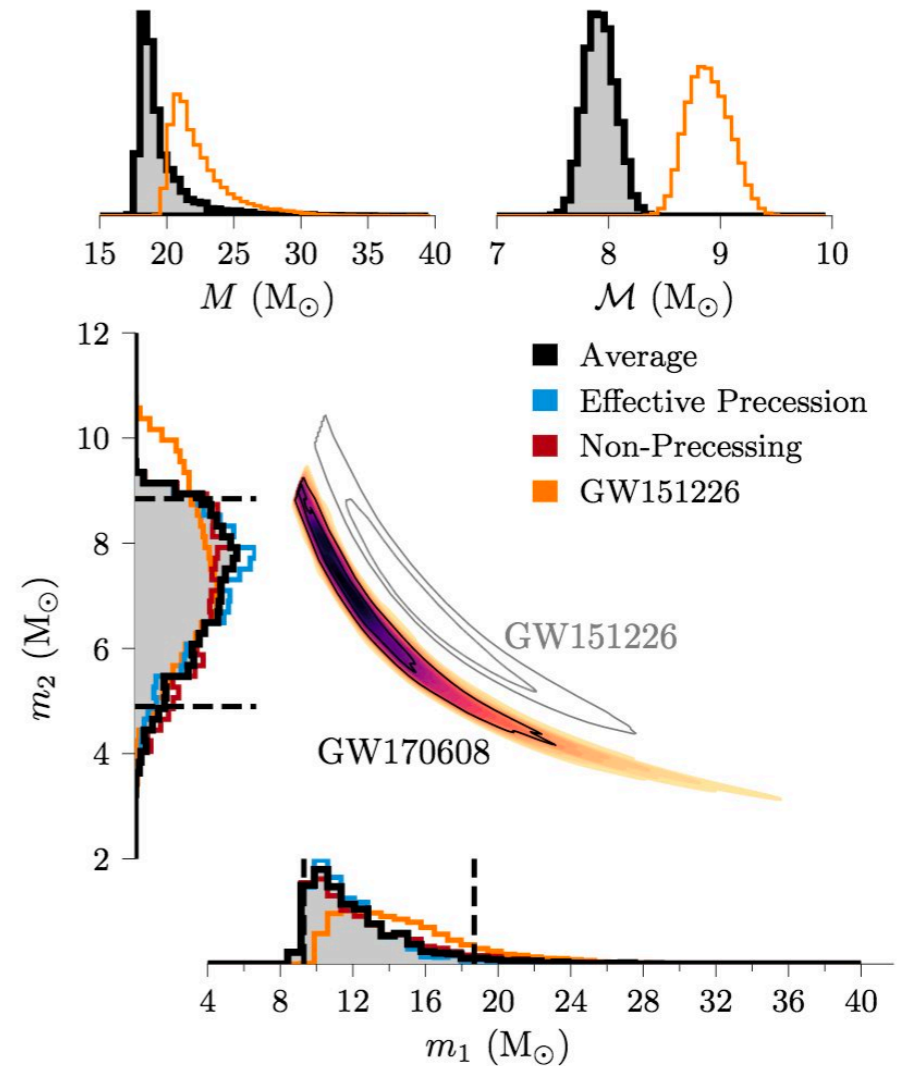 15 20 25 30 35 40
M (M⊙)
7 8 9 10
ℳ (M⊙)
12
10
8
6
4
2
m₂ (M⊙)
Average
Effective Precession
Non-Precessing
GW151226
GW151226
GW170608
4 8 12 16 20 24 28 32 36 40
m₁ (M⊙)